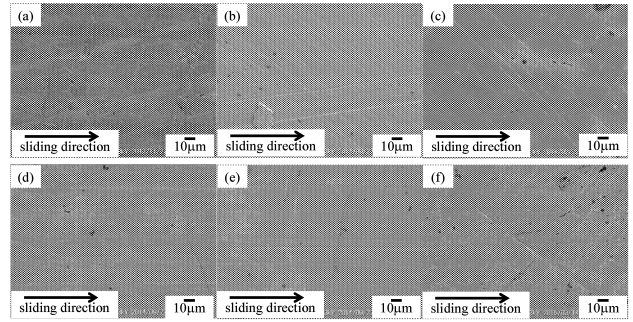 (a) (b) (c)
sliding direction 10μm sliding direction 10μm sliding direction 10μm
(d) (e) (f)
sliding direction 10μm sliding direction 10μm sliding direction 10μm